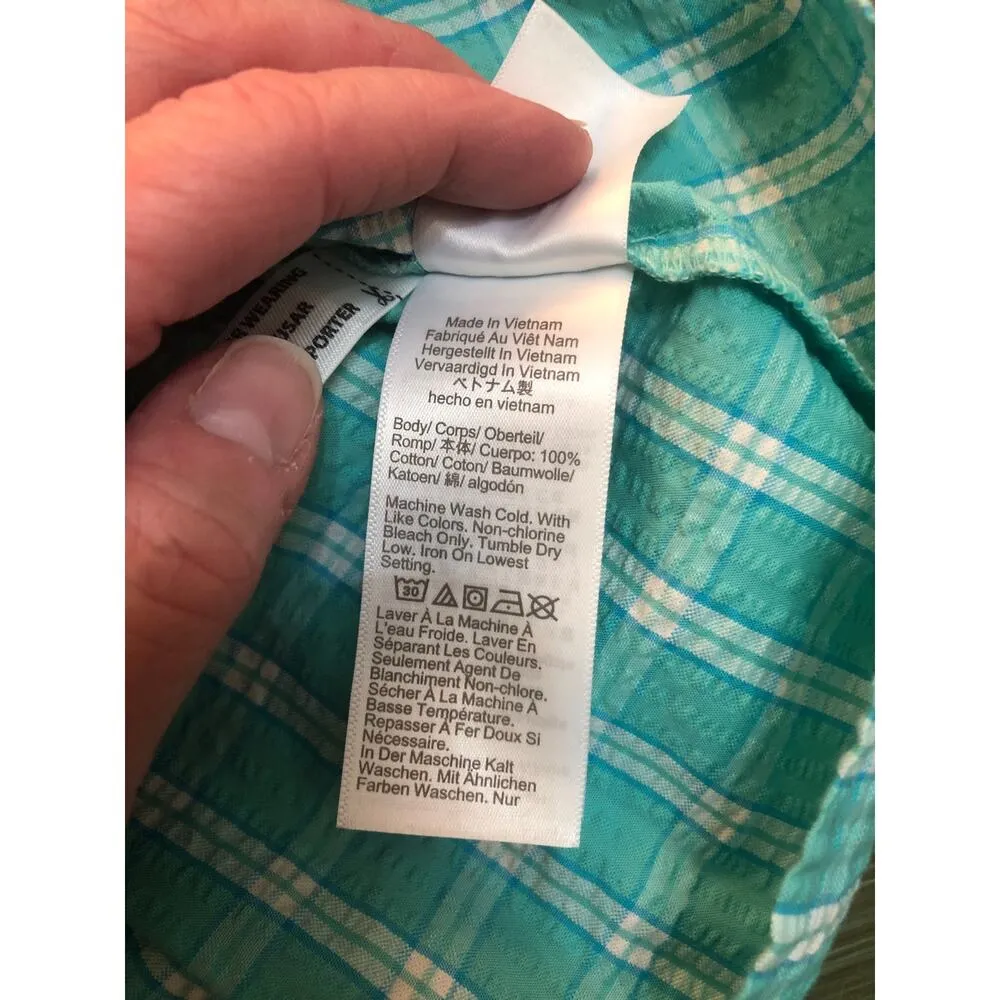 WEARING
PORTER
Made In Vietnam
Fabriqué Au Viêt Nam
Hergestellt In Vietnam
Vervaardigd In Vietnam
ベトナム製
hecho en vietnam
Body/ Corps/ Oberteil/
Romp/ 本体/ Cuerpo: 100%
Cotton/ Coton/ Baumwolle/
Katoen/ 綿/ algodón
Machine Wash Cold. With
Like Colors. Non-chlorine
Bleach Only. Tumble Dry
Low. Iron On Lowest
Setting.
30
Laver À La Machine À
L'eau Froide. Laver En
Séparant Les Couleurs.
Seulement Agent De
Blanchiment Non-chlore.
Sécher À La Machine À
Basse Température.
Repasser À Fer Doux Si
Nécessaire.
In Der Maschine Kalt
Waschen. Mit Ähnlichen
Farben Waschen. Nur